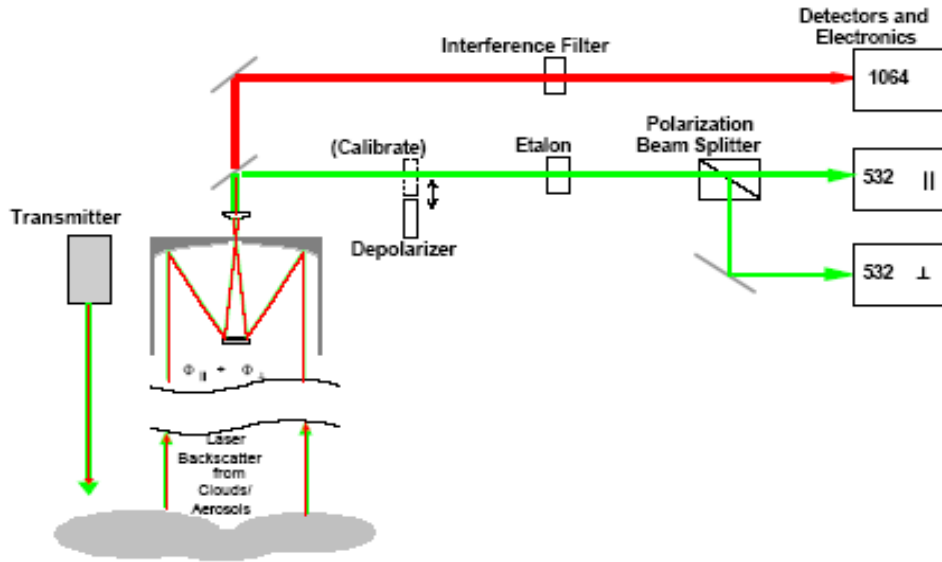 Detectors and
Electronics
Interference Filter
1064
Polarization
Beam Splitter
(Calibrate)
Etalon
532 ||
Transmitter
Depolarizer
532 ⊥
Φ|| + Φ⊥
Laser
Backscatter
from
Clouds/
Aerosols